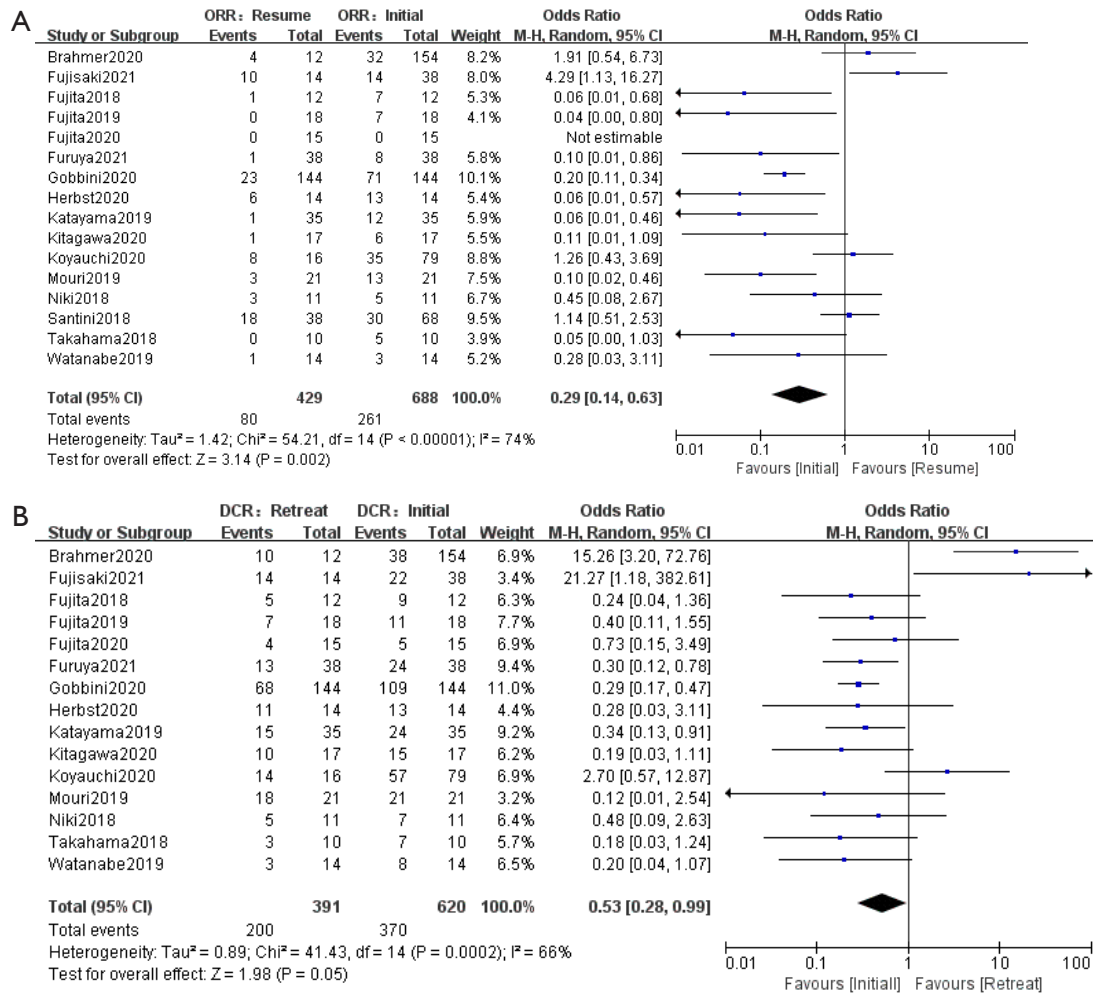 A
ORR：Resume ORR：Initial Odds Ratio Odds Ratio
Study or Subgroup Events Total Events Total Weight M-H, Random, 95% CI M-H, Random, 95% CI
Brahmer2020 4 12 32 154 8.2% 1.91 [0.54, 6.73]
Fujisaki2021 10 14 14 38 8.0% 4.29 [1.13, 16.27]
Fujita2018 1 12 7 12 5.3% 0.06 [0.01, 0.68]
Fujita2019 0 18 7 18 4.1% 0.04 [0.00, 0.80]
Fujita2020 0 15 0 15 Not estimable
Furuya2021 1 38 8 38 5.8% 0.10 [0.01, 0.86]
Gobbini2020 23 144 71 144 10.1% 0.20 [0.11, 0.34]
Herbst2020 6 14 13 14 5.4% 0.06 [0.01, 0.57]
Katayama2019 1 35 12 35 5.9% 0.06 [0.01, 0.46]
Kitagawa2020 1 17 6 17 5.5% 0.11 [0.01, 1.09]
Koyauchi2020 8 16 35 79 8.8% 1.26 [0.43, 3.69]
Mouri2019 3 21 13 21 7.5% 0.10 [0.02, 0.46]
Niki2018 3 11 5 11 6.7% 0.45 [0.08, 2.67]
Santini2018 18 38 30 68 9.5% 1.14 [0.51, 2.53]
Takahama2018 0 10 5 10 3.9% 0.05 [0.00, 1.03]
Watanabe2019 1 14 3 14 5.2% 0.28 [0.03, 3.11]
Total (95% CI) 429 688 100.0% 0.29 [0.14, 0.63]
Total events 80 261
Heterogeneity: Tau² = 1.42; Chi² = 54.21, df = 14 (P < 0.00001); I² = 74%
Test for overall effect: Z = 3.14 (P = 0.002)
0.01 0.1 1 10 100
Favours [Initial] Favours [Resume]
B
DCR：Retreat DCR：Initial Odds Ratio Odds Ratio
Study or Subgroup Events Total Events Total Weight M-H, Random, 95% CI M-H, Random, 95% CI
Brahmer2020 10 12 38 154 6.9% 15.26 [3.20, 72.76]
Fujisaki2021 14 14 22 38 3.4% 21.27 [1.18, 382.61]
Fujita2018 5 12 9 12 6.3% 0.24 [0.04, 1.36]
Fujita2019 7 18 11 18 7.7% 0.40 [0.11, 1.55]
Fujita2020 4 15 5 15 6.9% 0.73 [0.15, 3.49]
Furuya2021 13 38 24 38 9.4% 0.30 [0.12, 0.78]
Gobbini2020 68 144 109 144 11.0% 0.29 [0.17, 0.47]
Herbst2020 11 14 13 14 4.4% 0.28 [0.03, 3.11]
Katayama2019 15 35 24 35 9.2% 0.34 [0.13, 0.91]
Kitagawa2020 10 17 15 17 6.2% 0.19 [0.03, 1.11]
Koyauchi2020 14 16 57 79 6.9% 2.70 [0.57, 12.87]
Mouri2019 18 21 21 21 3.2% 0.12 [0.01, 2.54]
Niki2018 5 11 7 11 6.4% 0.48 [0.09, 2.63]
Takahama2018 3 10 7 10 5.5% 0.18 [0.03, 1.24]
Watanabe2019 3 14 8 14 6.5% 0.20 [0.04, 1.07]
Total (95% CI) 391 620 100.0% 0.53 [0.28, 0.99]
Total events 200 370
Heterogeneity: Tau² = 0.89; Chi² = 41.43, df = 14 (P = 0.0002); I² = 66%
Test for overall effect: Z = 1.98 (P = 0.05)
0.01 0.1 1 10 100
Favours [Initiall] Favours [Retreat]